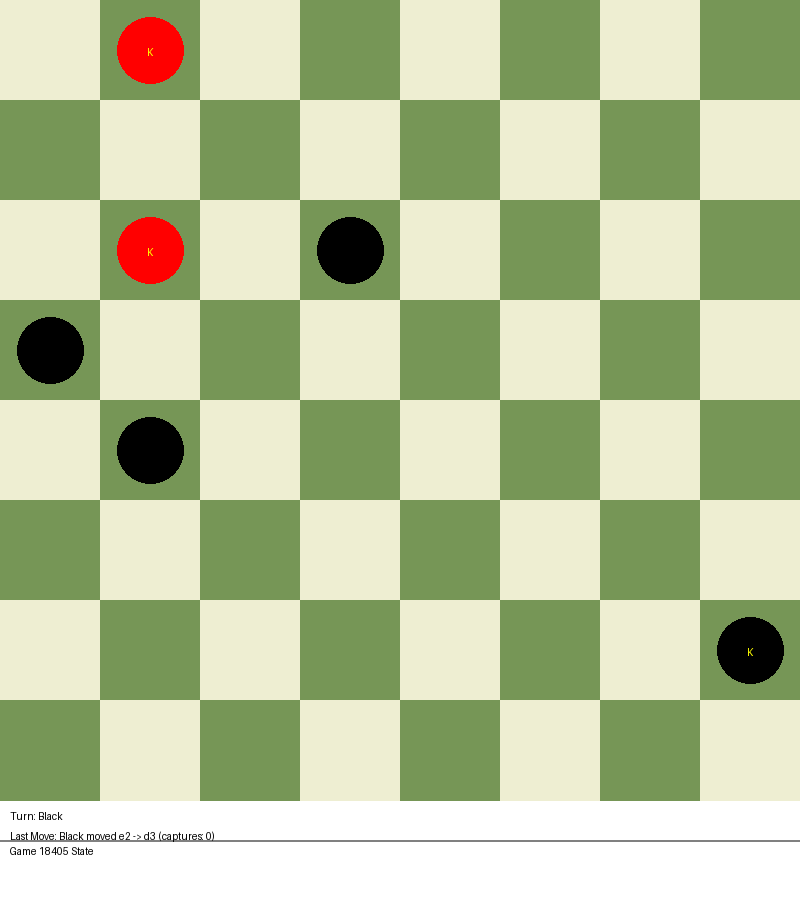 K
K
K
Turn: Black
Last Move: Black moved e2 -> d3 (captures: 0)
Game 18405 State